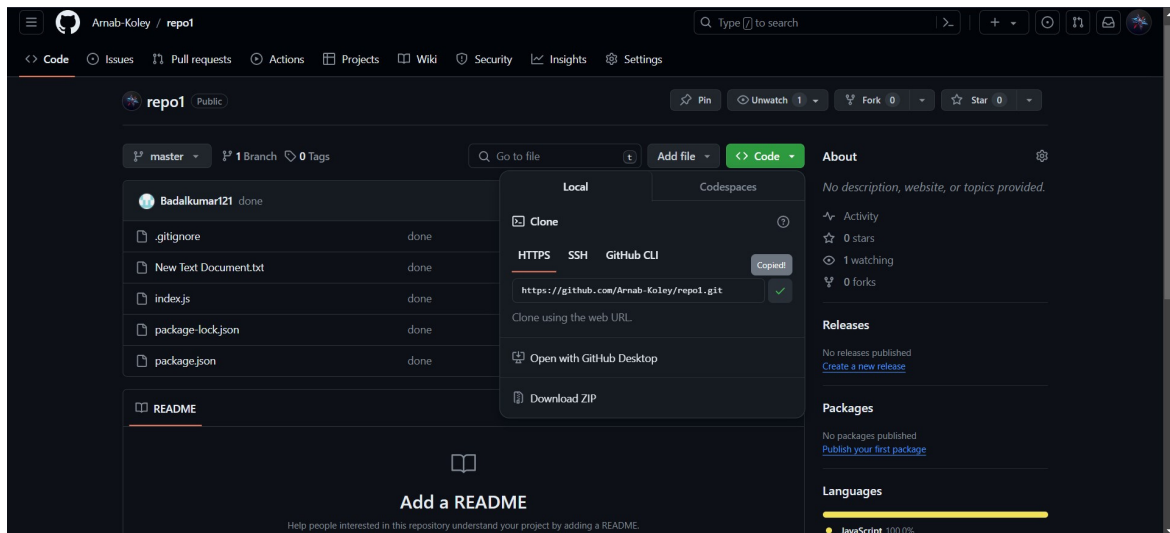 Arnab-Koley / repo1
Type / to search
<> Code Issues Pull requests Actions Projects Wiki Security Insights Settings
repo1 Public
Pin Unwatch 1 Fork 0 Star 0
master 1 Branch 0 Tags
Go to file t Add file <> Code
Badalkumar121 done
.gitignore done
New Text Document.txt done
index.js done
package-lock.json done
package.json done
README
Add a README
Help people interested in this repository understand your project by adding a README.
Local Codespaces
Clone
HTTPS SSH GitHub CLI
Copied!
https://github.com/Arnab-Koley/repo1.git
Clone using the web URL.
Open with GitHub Desktop
Download ZIP
About
No description, website, or topics provided.
Activity
0 stars
1 watching
0 forks
Releases
No releases published
Create a new release
Packages
No packages published
Publish your first package
Languages
JavaScript 100.0%